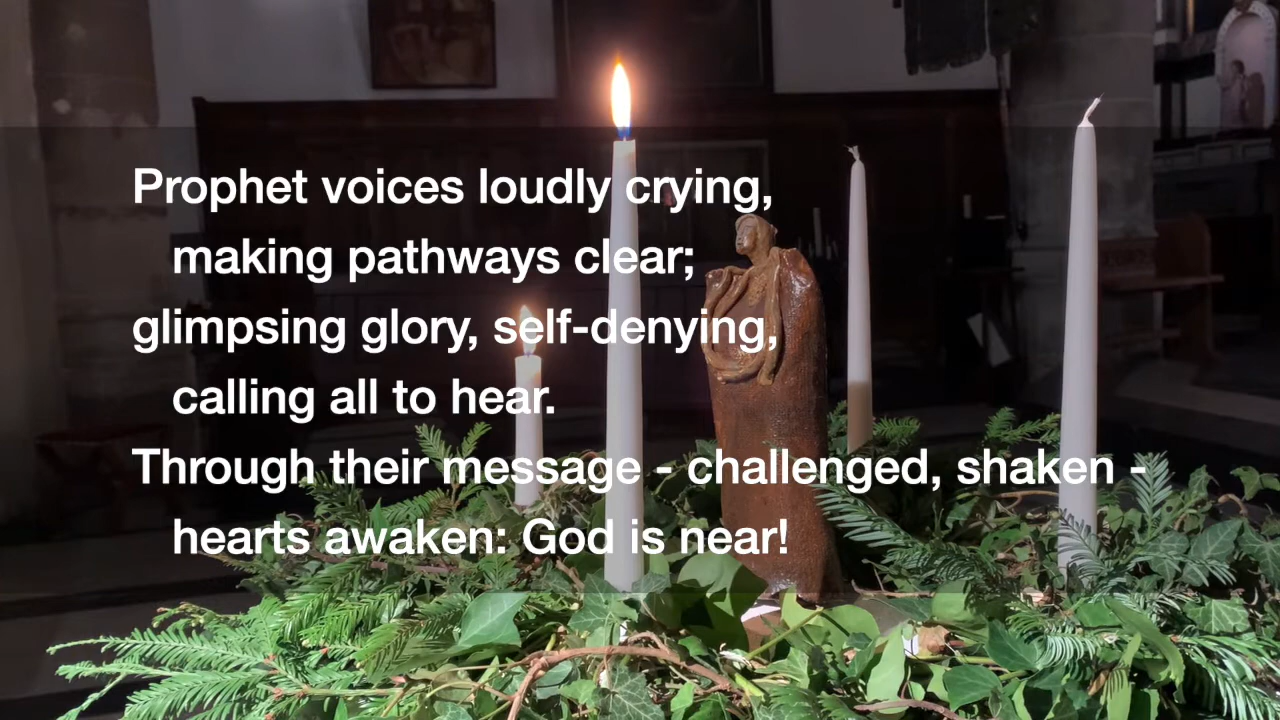 Prophet voices loudly crying,
making pathways clear;
glimpsing glory, self-denying,
calling all to hear.
Through their message - challenged, shaken -
hearts awaken: God is near!